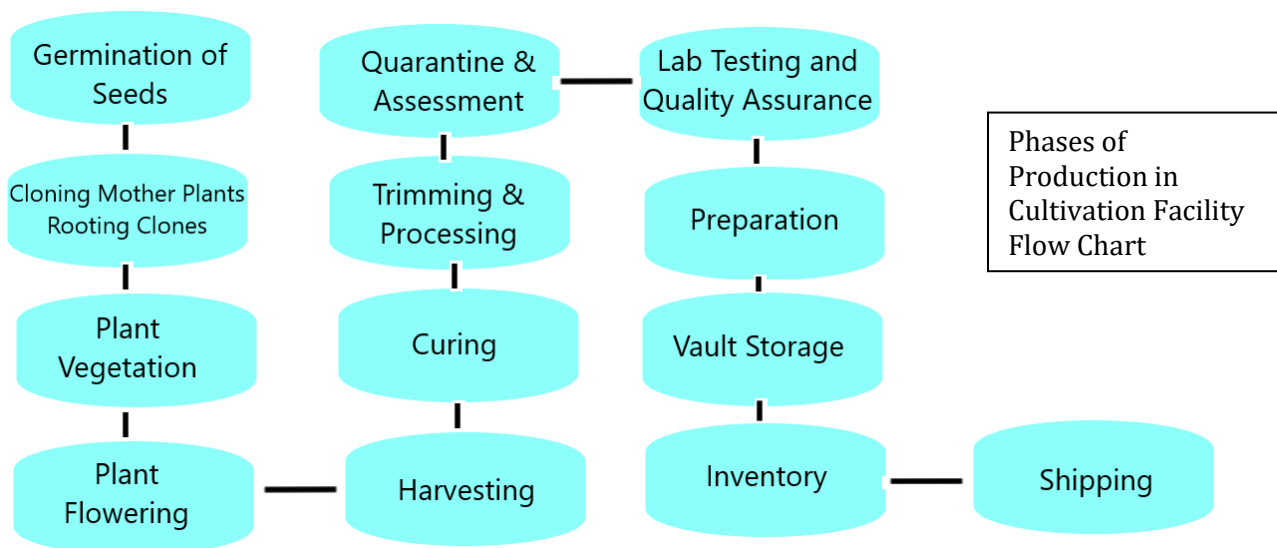 Germination of
Seeds
Cloning Mother Plants
Rooting Clones
Plant
Vegetation
Plant
Flowering
Harvesting
Curing
Trimming &
Processing
Quarantine &
Assessment
Lab Testing and
Quality Assurance
Preparation
Vault Storage
Inventory
Shipping
Phases of
Production in
Cultivation Facility
Flow Chart